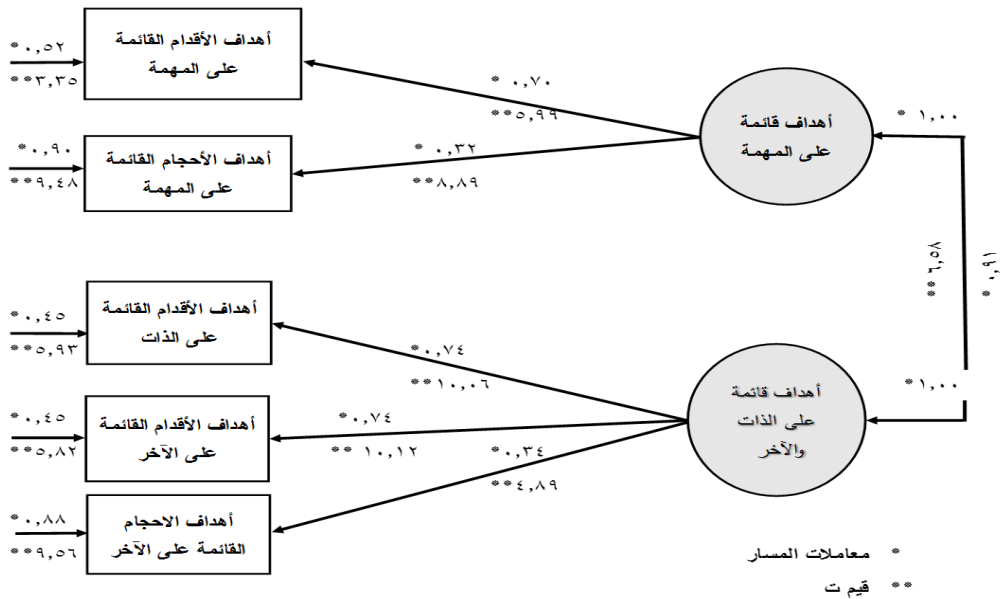 أهداف قائمة
على المهمة
* ١,٠٠
* ٠,٧٠
**٥,٩٩
أهداف الأقدام القائمة
على المهمة
*٠,٥٢
**٣,٣٥
* ٠,٣٢
**٨,٨٩
أهداف الأحجام القائمة
على المهمة
*٠,٩٠
**٩,٤٨
**٦,٥٨
*٠,٩١
أهداف قائمة
على الذات
والآخر
*١,٠٠
*٠,٧٤
**١٠,٠٦
أهداف الأقدام القائمة
على الذات
*٠,٤٥
**٥,٩٣
*٠,٧٤
** ١٠,١٢
أهداف الأقدام القائمة
على الآخر
*٠,٤٥
**٥,٨٢
*٠,٣٤
**٤,٨٩
أهداف الاحجام
القائمة على الآخر
*٠,٨٨
**٩,٥٦
* معاملات المسار
** قيم ت